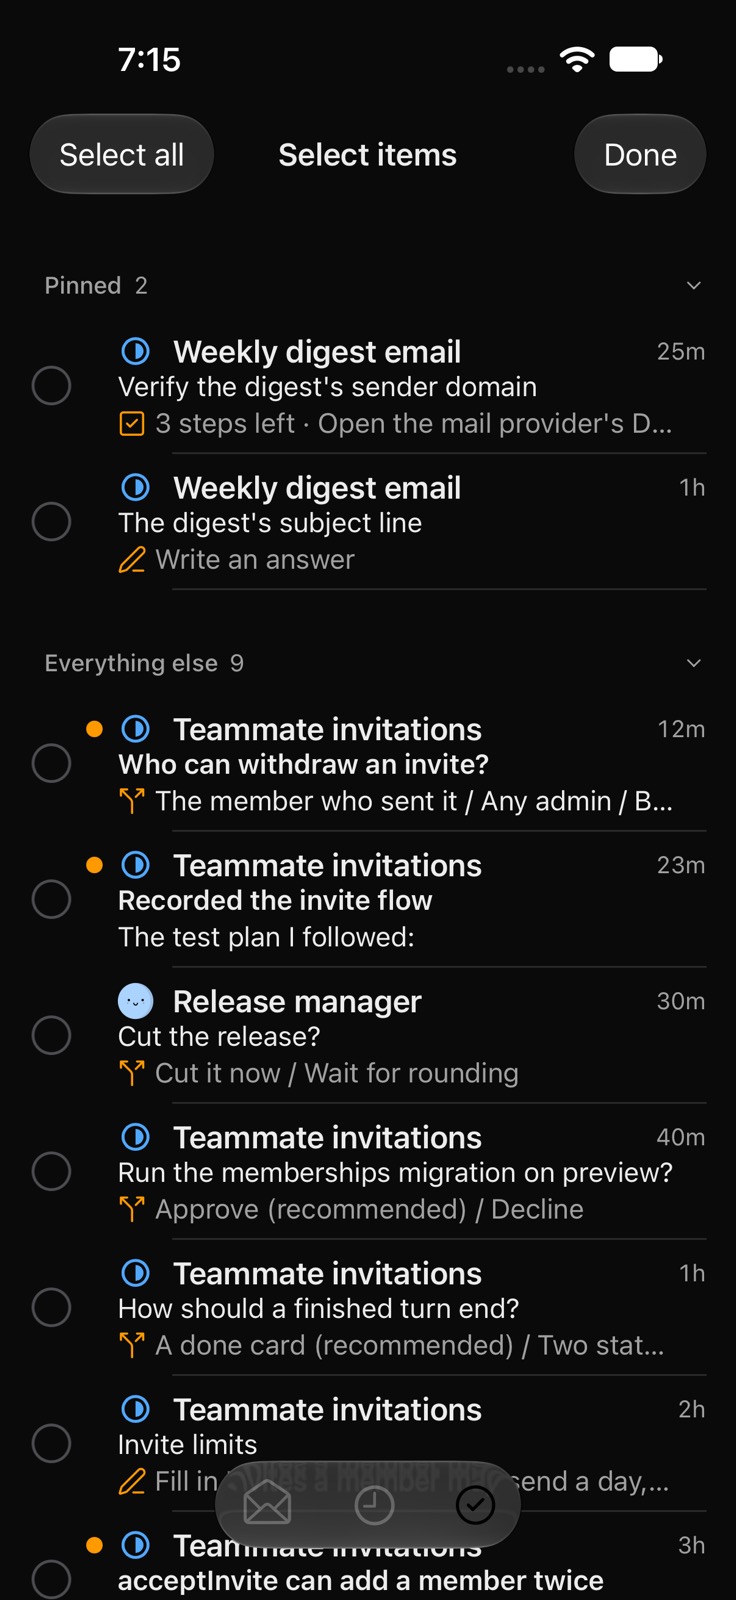 7:15
Select all
Select items
Done
Pinned 2
Weekly digest email 25m
Verify the digest's sender domain
3 steps left · Open the mail provider's D...
Weekly digest email 1h
The digest's subject line
Write an answer
Everything else 9
Teammate invitations 12m
Who can withdraw an invite?
The member who sent it / Any admin / B...
Teammate invitations 23m
Recorded the invite flow
The test plan I followed:
Release manager 30m
Cut the release?
Cut it now / Wait for rounding
Teammate invitations 40m
Run the memberships migration on preview?
Approve (recommended) / Decline
Teammate invitations 1h
How should a finished turn end?
A done card (recommended) / Two stat...
Teammate invitations 2h
Invite limits
Fill in a member may send a day,...
Teammate invitations 3h
acceptInvite can add a member twice